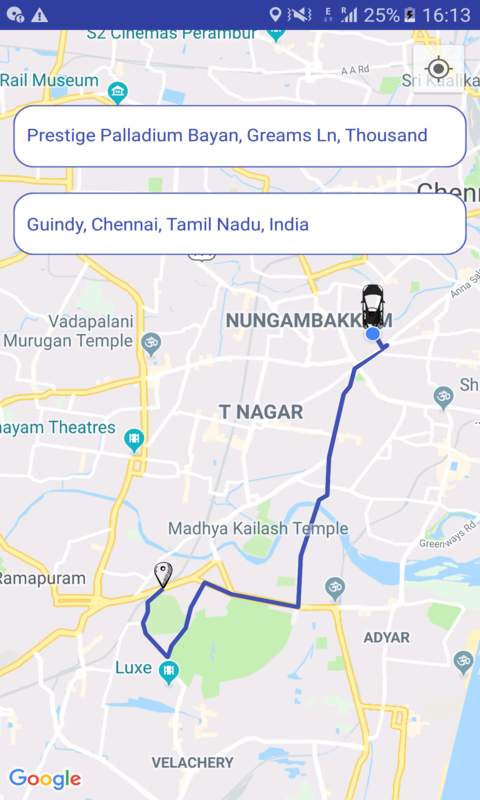 E R 25% 16:13
S2 Cinemas Perambur
A A Rd
Rail Museum
Sri Kaalika
Prestige Palladium Bayan, Greams Ln, Thousand
Chenn
Guindy, Chennai, Tamil Nadu, India
Anna Sal
Vadapalani
Murugan Temple
NUNGAMBAKKAM
Sh
T NAGAR
ayam Theatres
Madhya Kailash Temple
Greenways Rd
Ramapuram
ADYAR
Luxe
VELACHERY
Google